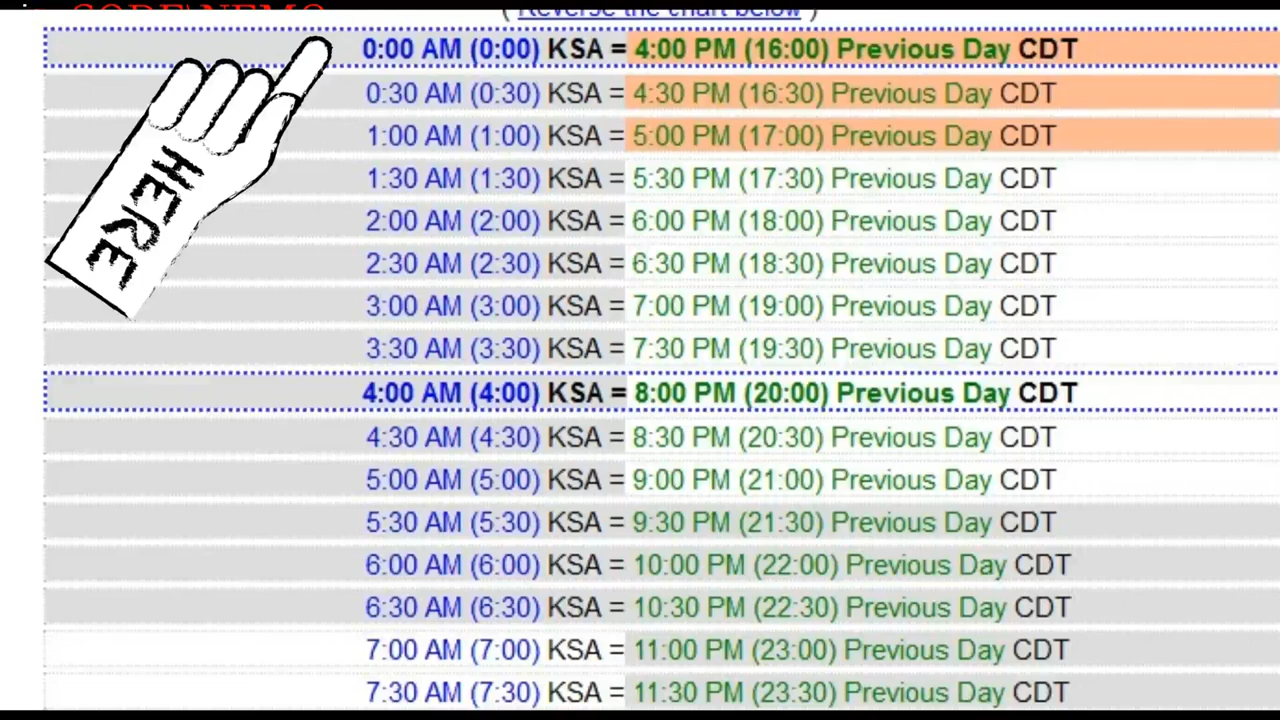 ( Reverse the chart below )
0:00 AM (0:00) KSA = 4:00 PM (16:00) Previous Day CDT
0:30 AM (0:30) KSA = 4:30 PM (16:30) Previous Day CDT
1:00 AM (1:00) KSA = 5:00 PM (17:00) Previous Day CDT
1:30 AM (1:30) KSA = 5:30 PM (17:30) Previous Day CDT
2:00 AM (2:00) KSA = 6:00 PM (18:00) Previous Day CDT
2:30 AM (2:30) KSA = 6:30 PM (18:30) Previous Day CDT
3:00 AM (3:00) KSA = 7:00 PM (19:00) Previous Day CDT
3:30 AM (3:30) KSA = 7:30 PM (19:30) Previous Day CDT
4:00 AM (4:00) KSA = 8:00 PM (20:00) Previous Day CDT
4:30 AM (4:30) KSA = 8:30 PM (20:30) Previous Day CDT
5:00 AM (5:00) KSA = 9:00 PM (21:00) Previous Day CDT
5:30 AM (5:30) KSA = 9:30 PM (21:30) Previous Day CDT
6:00 AM (6:00) KSA = 10:00 PM (22:00) Previous Day CDT
6:30 AM (6:30) KSA = 10:30 PM (22:30) Previous Day CDT
7:00 AM (7:00) KSA = 11:00 PM (23:00) Previous Day CDT
7:30 AM (7:30) KSA = 11:30 PM (23:30) Previous Day CDT
HERE